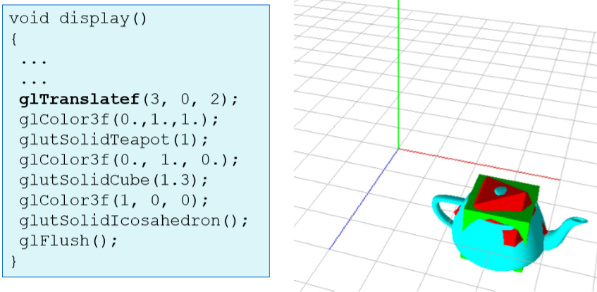 void display()
{
...
...
glTranslatef(3, 0, 2);
glColor3f(0.,1.,1.);
glutSolidTeapot(1);
glColor3f(0., 1., 0.);
glutSolidCube(1.3);
glColor3f(1, 0, 0);
glutSolidIcosahedron();
glFlush();
}